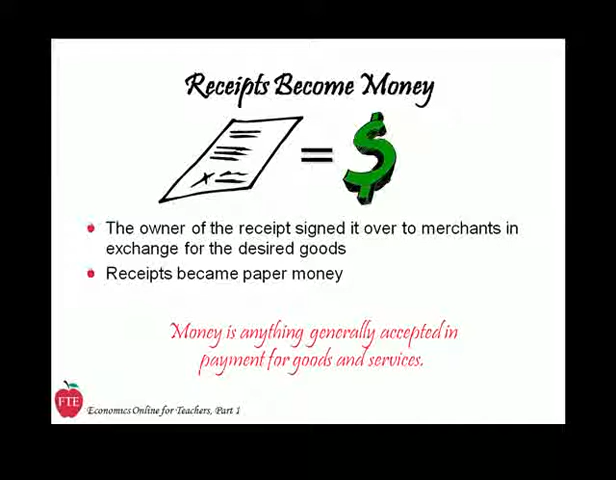 Receipts Become Money
=
$
x
The owner of the receipt signed it over to merchants in
exchange for the desired goods
Receipts became paper money
Money is anything generally accepted in
payment for goods and services.
FTE
Economics Online for Teachers, Part 1